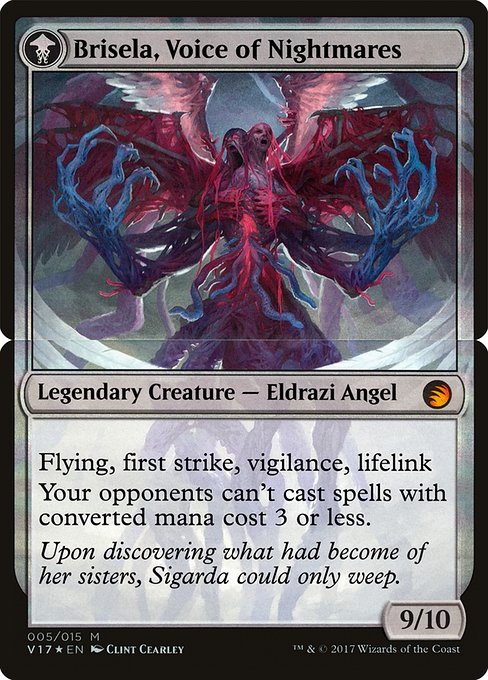 Brisela, Voice of Nightmares
Legendary Creature — Eldrazi Angel
Flying, first strike, vigilance, lifelink
Your opponents can't cast spells with
converted mana cost 3 or less.
Upon discovering what had become of
her sisters, Sigarda could only weep.
9/10
005/015 M
V17★EN Clint Cearley
™ & © 2017 Wizards of the Coast